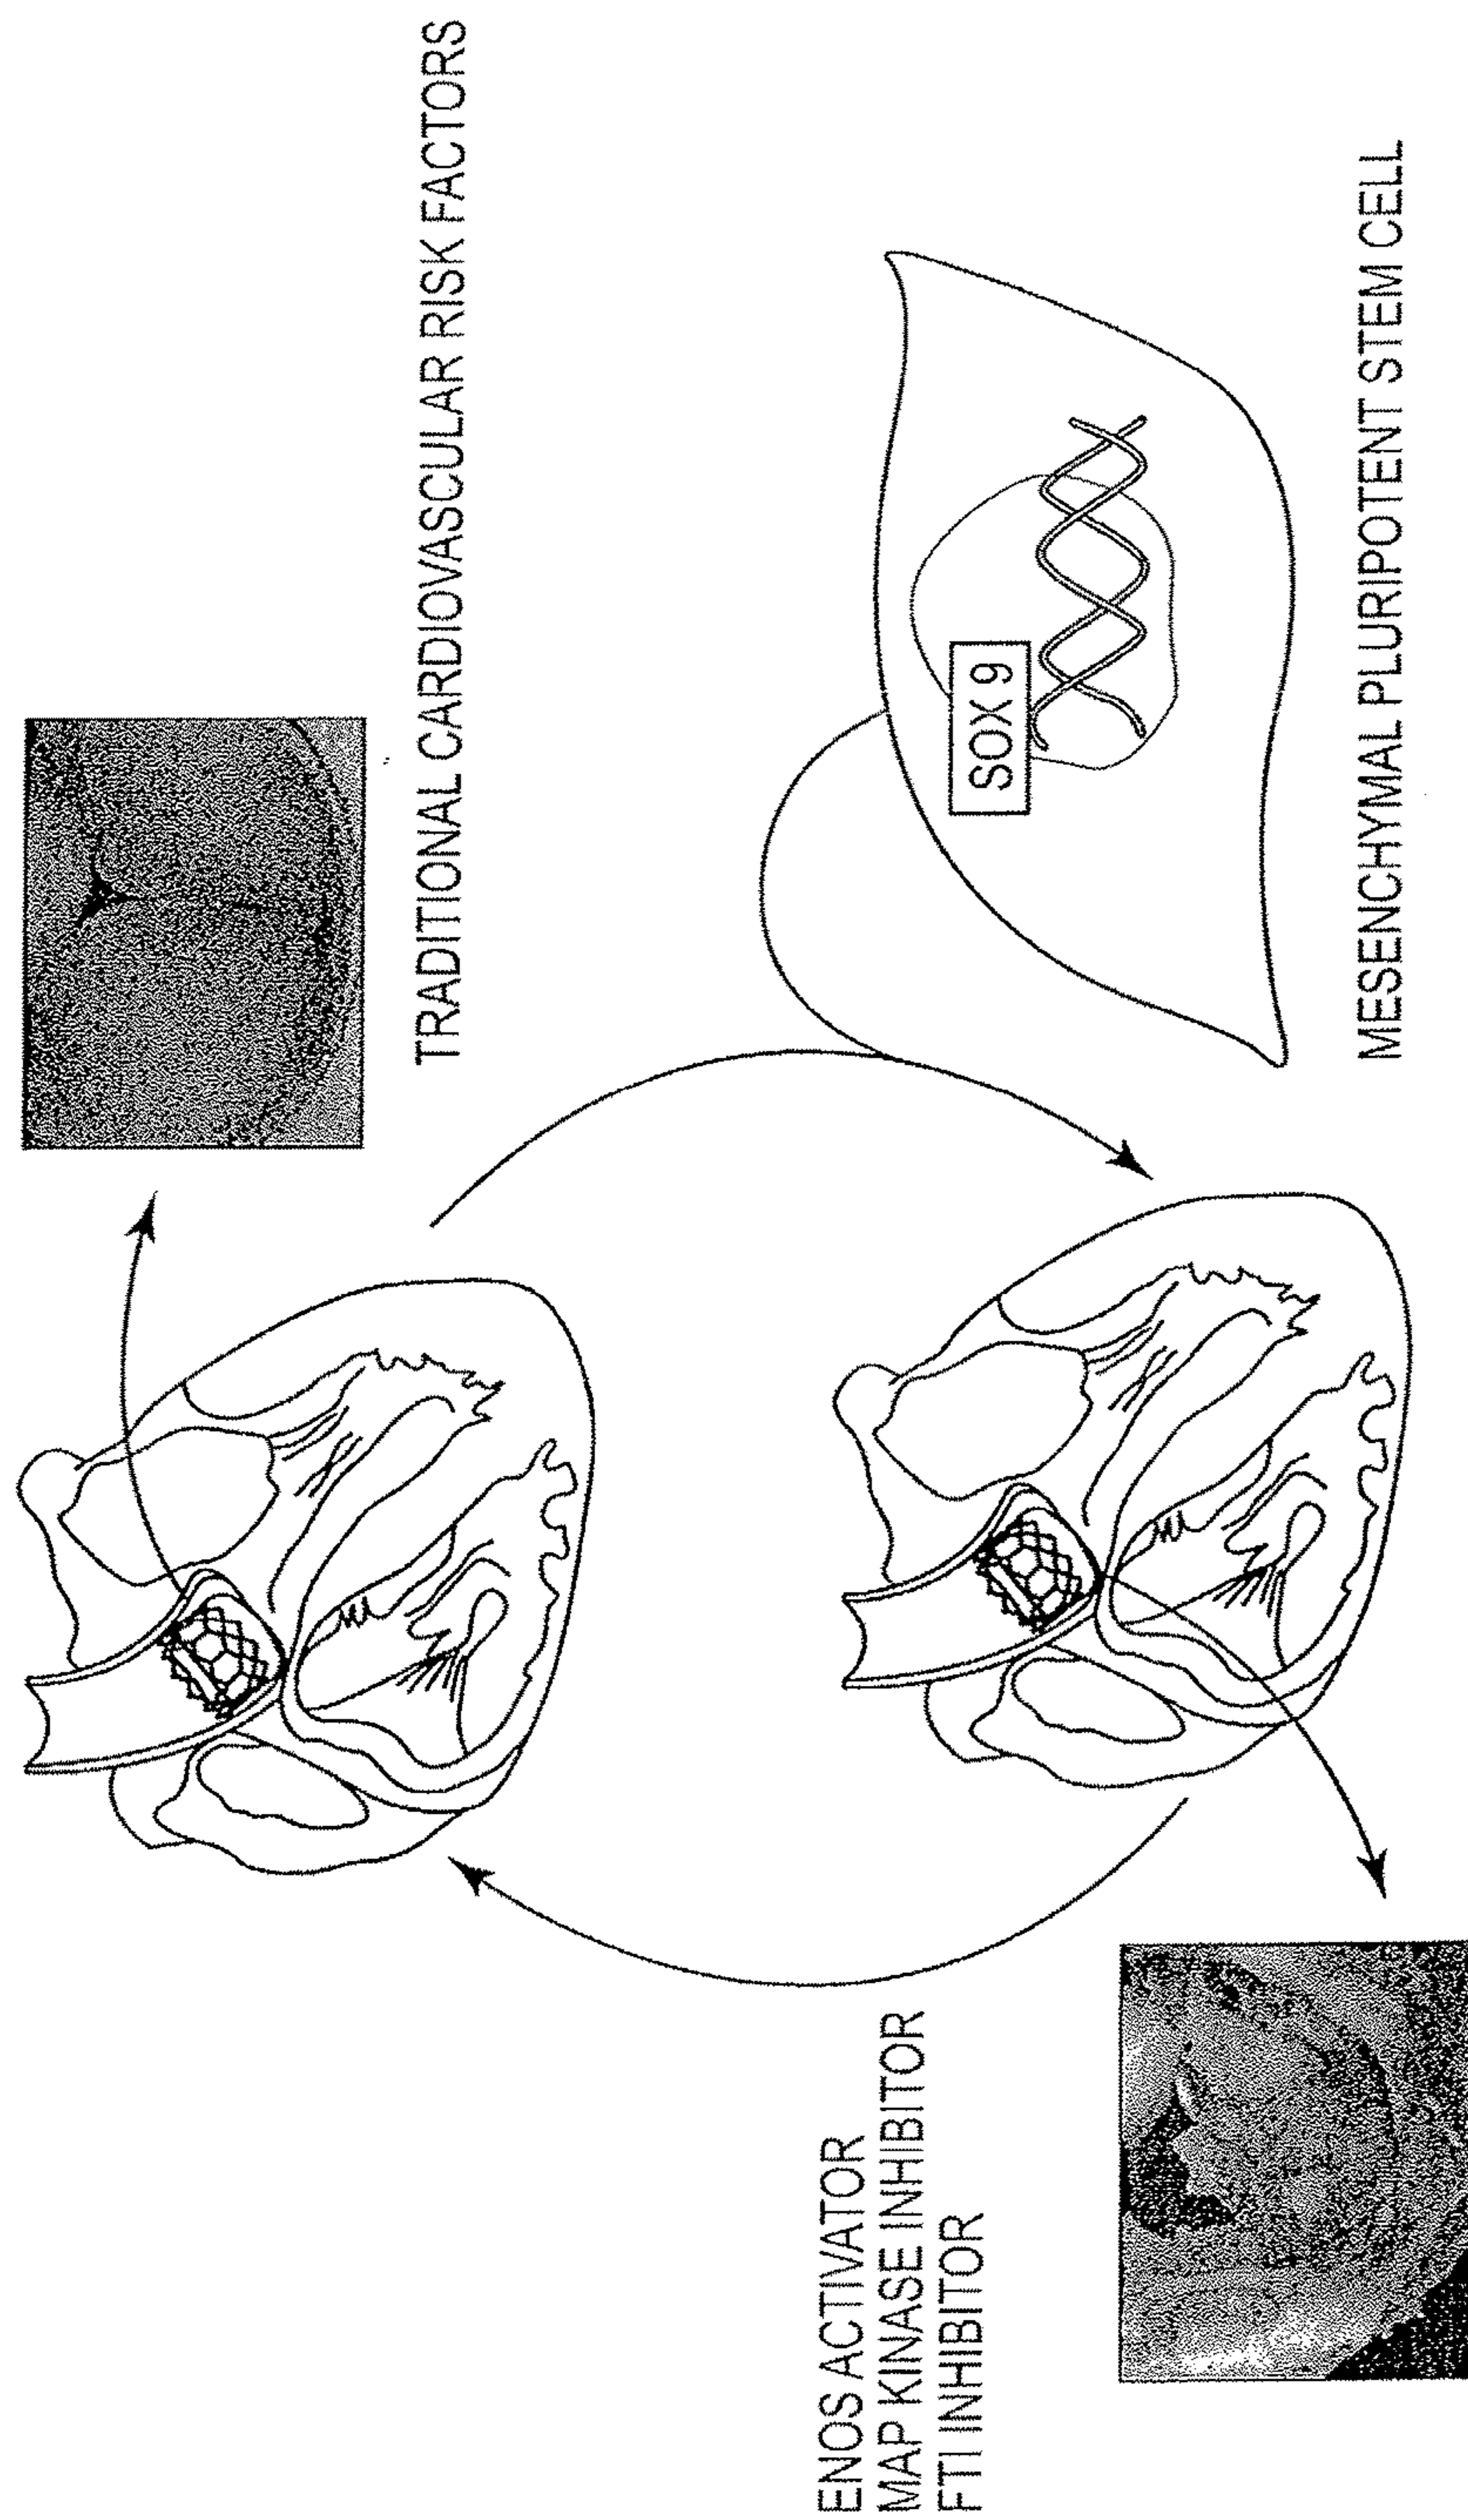 TRADITIONAL CARDIOVASCULAR RISK FACTORS
SOX 9
MESENCHYMAL PLURIPOTENT STEM CELL
ENOS ACTIVATOR
MAP KINASE INHIBITOR
FTI INHIBITOR